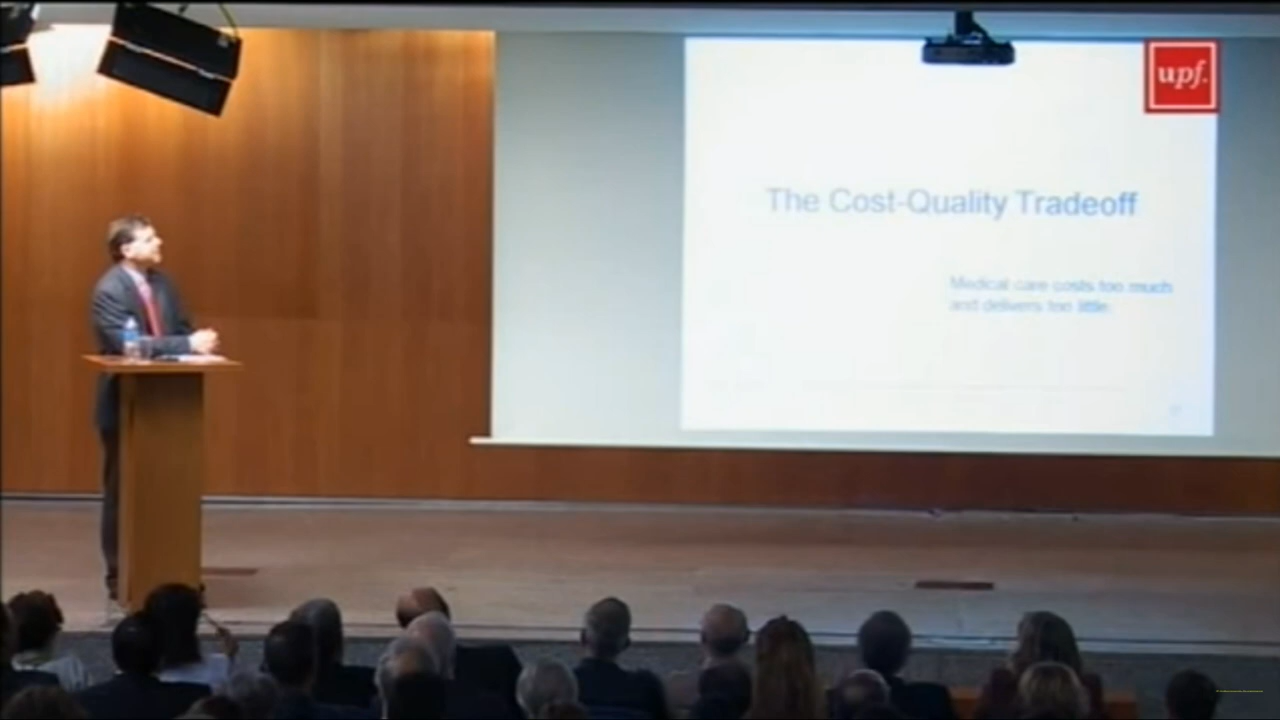 upf.
The Cost-Quality Tradeoff
Medical care costs too much
and delivers too little.